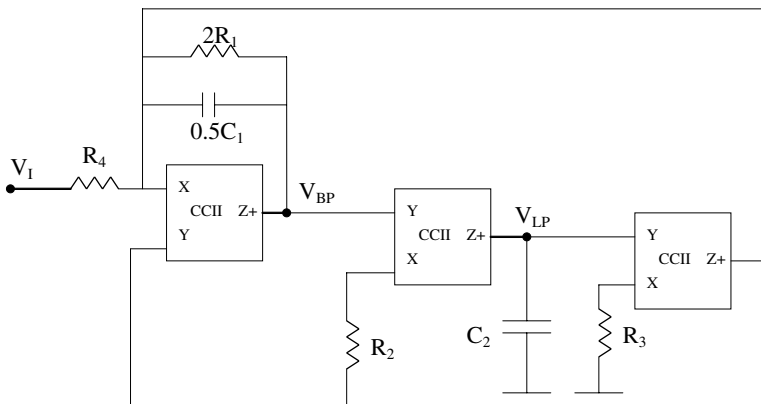 2R1
0.5C1
VI
R4
X
CCII
Z+
Y
VBP
Y
CCII
Z+
X
VLP
Y
CCII
Z+
X
R2
C2
R3